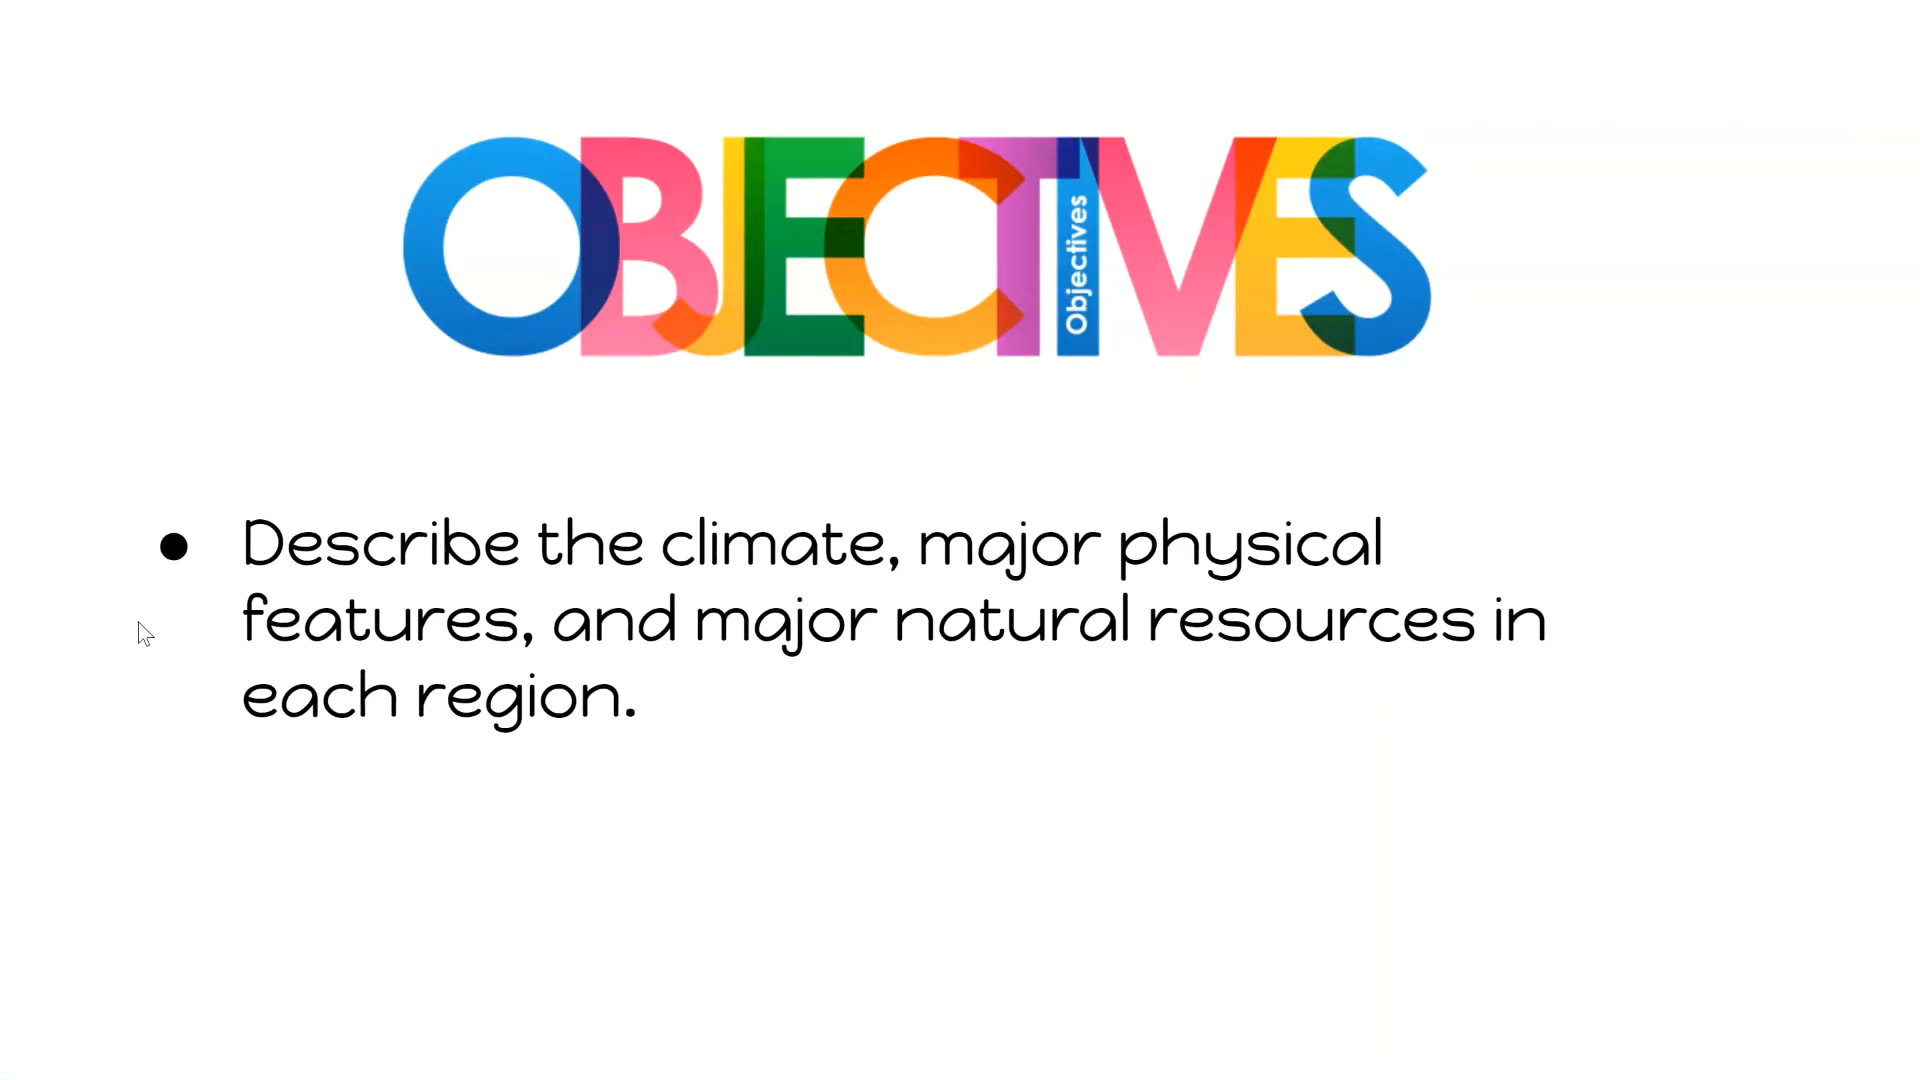 OBJECTIVES
Objectives
● Describe the climate, major physical
features, and major natural resources in
each region.